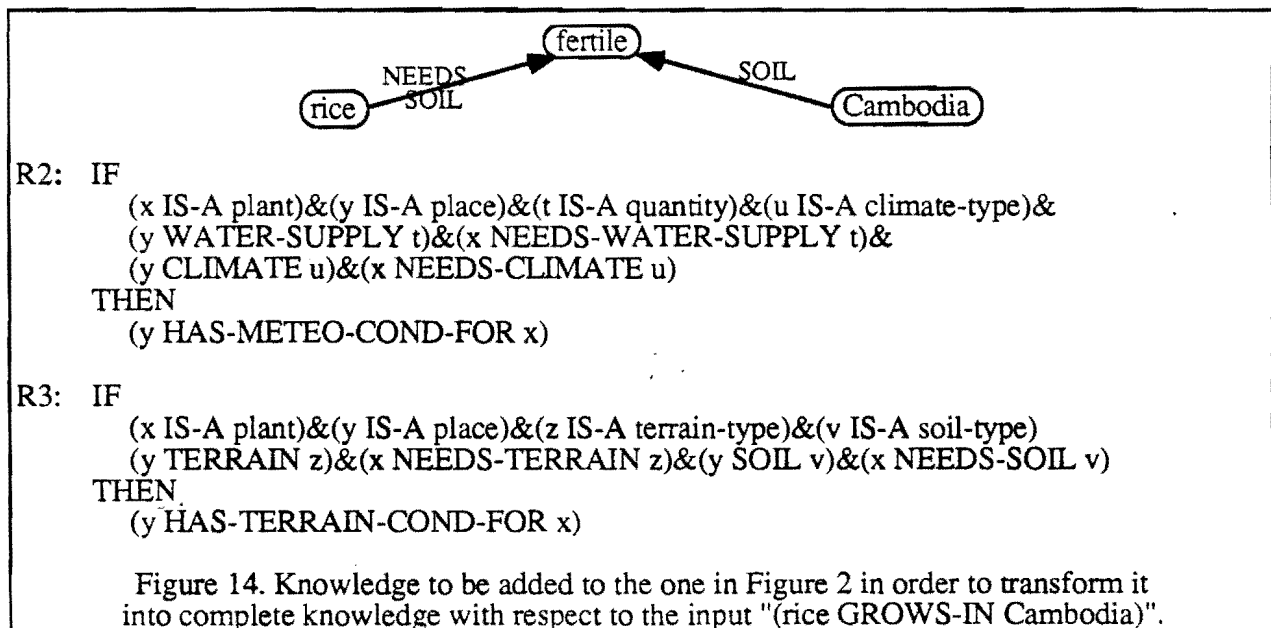 fertile
NEEDS SOIL
SOIL
rice
Cambodia
R2: IF
(x IS-A plant)&(y IS-A place)&(t IS-A quantity)&(u IS-A climate-type)&
(y WATER-SUPPLY t)&(x NEEDS-WATER-SUPPLY t)&
(y CLIMATE u)&(x NEEDS-CLIMATE u)
THEN
(y HAS-METEO-COND-FOR x)
R3: IF
(x IS-A plant)&(y IS-A place)&(z IS-A terrain-type)&(v IS-A soil-type)
(y TERRAIN z)&(x NEEDS-TERRAIN z)&(y SOIL v)&(x NEEDS-SOIL v)
THEN
(y HAS-TERRAIN-COND-FOR x)
Figure 14. Knowledge to be added to the one in Figure 2 in order to transform it
into complete knowledge with respect to the input "(rice GROWS-IN Cambodia)".